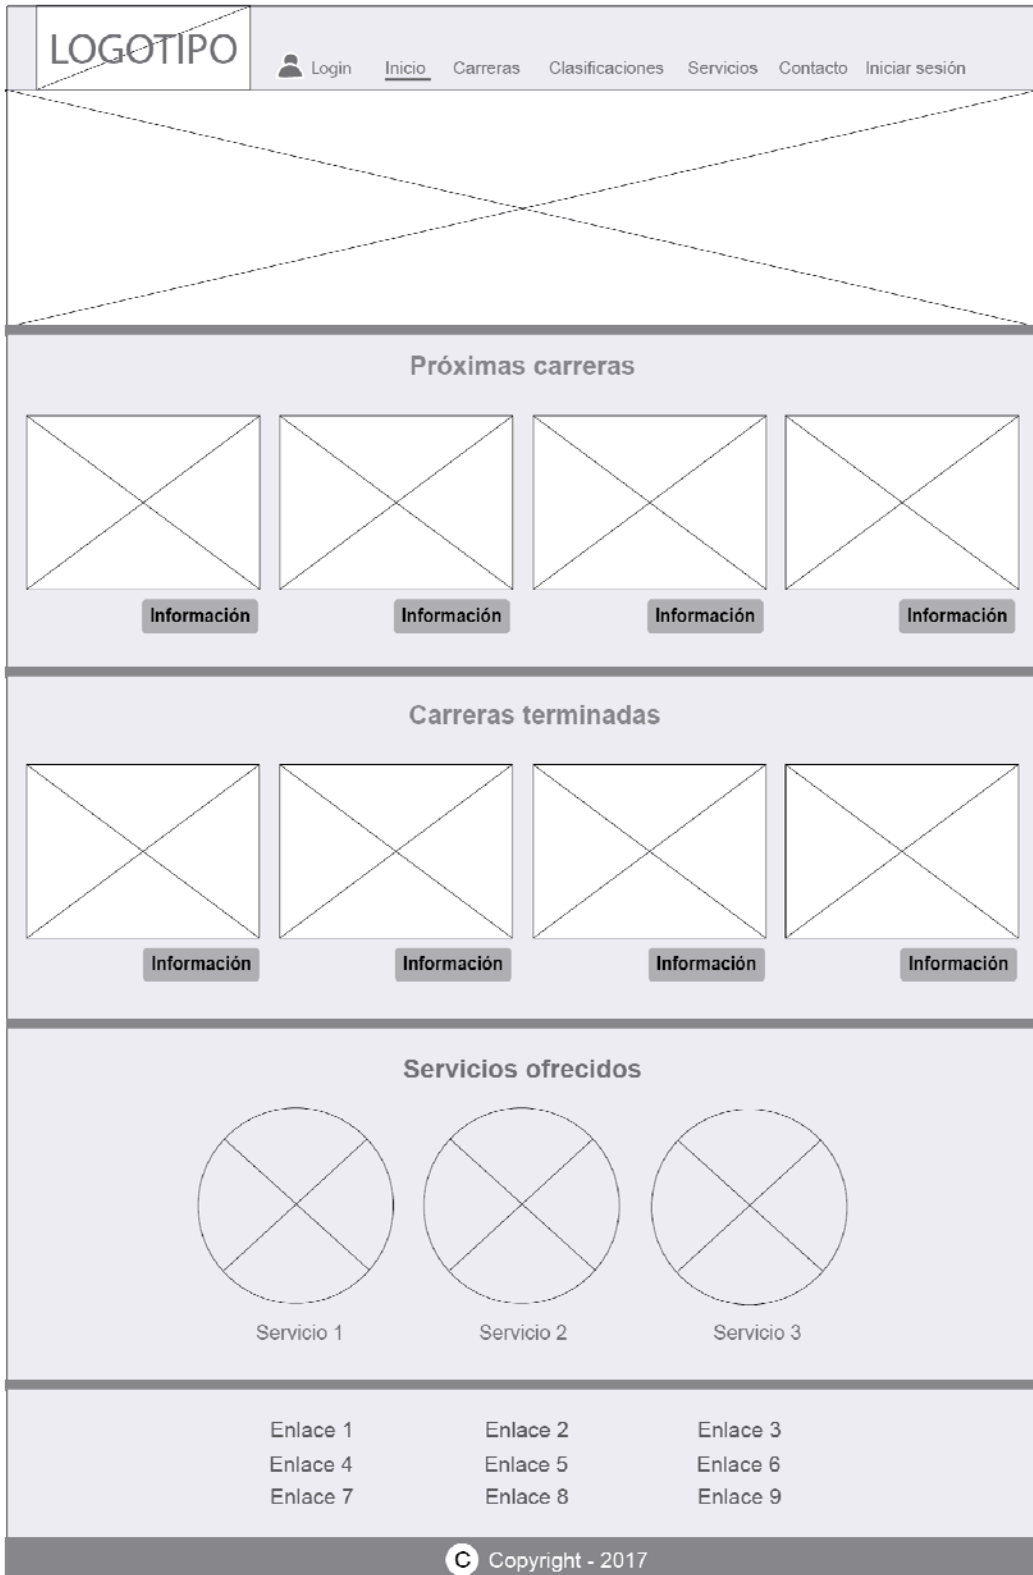 LOGOTIPO
Login Inicio Carreras Clasificaciones Servicios Contacto Iniciar sesión
Próximas carreras
Información Información Información Información
Carreras terminadas
Información Información Información Información
Servicios ofrecidos
Servicio 1 Servicio 2 Servicio 3
Enlace 1 Enlace 2 Enlace 3
Enlace 4 Enlace 5 Enlace 6
Enlace 7 Enlace 8 Enlace 9
C Copyright - 2017